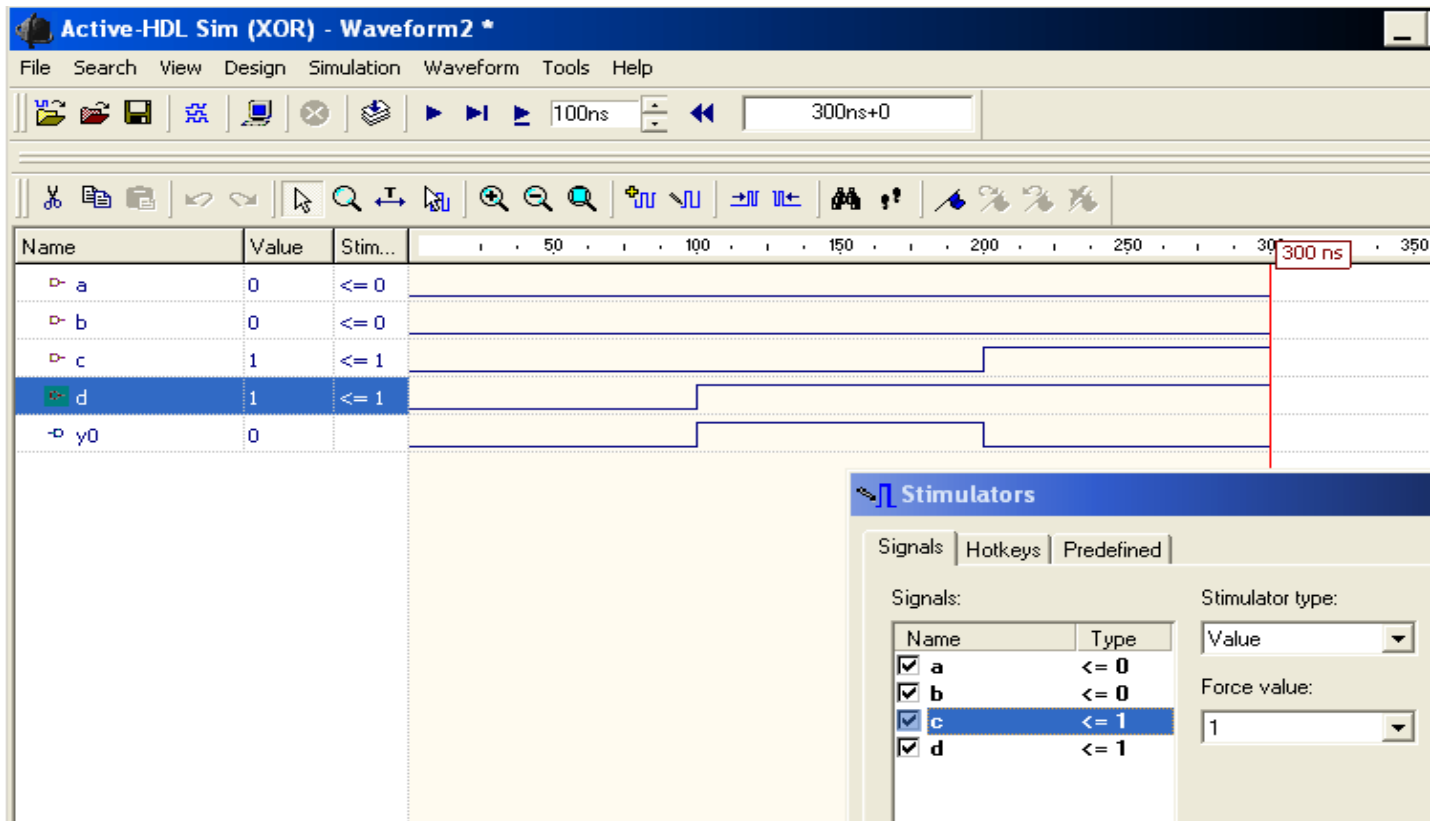 Active-HDL Sim (XOR) - Waveform2 *
File Search View Design Simulation Waveform Tools Help
100ns 300ns+0
Name Value Stim... 50 100 150 200 250 300 350
300 ns
a 0 <= 0
b 0 <= 0
c 1 <= 1
d 1 <= 1
y0 0
Stimulators
Signals Hotkeys Predefined
Signals: Stimulator type:
Name Type Value
a <= 0
b <= 0 Force value:
c <= 1 1
d <= 1